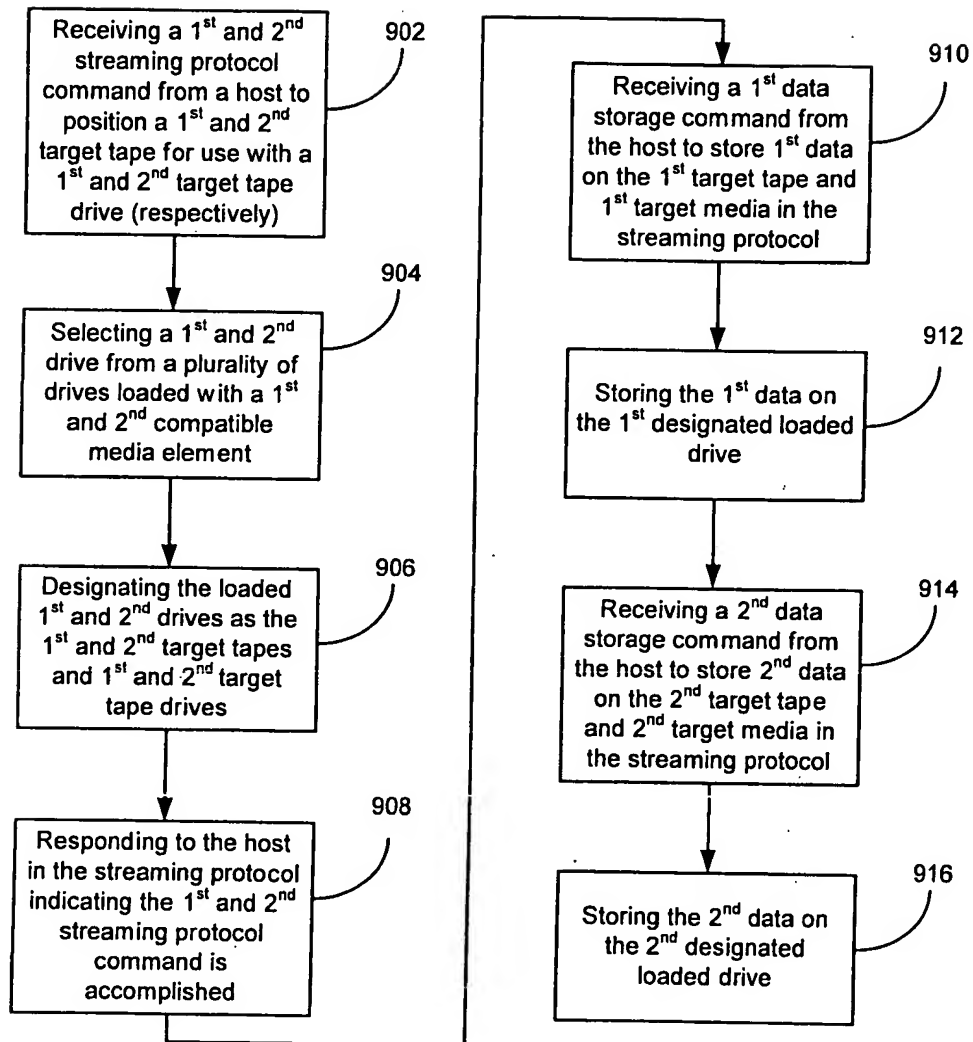 Receiving a 1st and 2nd
streaming protocol
command from a host to
position a 1st and 2nd
target tape for use with a
1st and 2nd target tape
drive (respectively)
902
Selecting a 1st and 2nd
drive from a plurality of
drives loaded with a 1st
and 2nd compatible
media element
904
Designating the loaded
1st and 2nd drives as the
1st and 2nd target tapes
and 1st and 2nd target
tape drives
906
Responding to the host
in the streaming protocol
indicating the 1st and 2nd
streaming protocol
command is
accomplished
908
Receiving a 1st data
storage command from
the host to store 1st data
on the 1st target tape and
1st target media in the
streaming protocol
910
Storing the 1st data on
the 1st designated loaded
drive
912
Receiving a 2nd data
storage command from
the host to store 2nd data
on the 2nd target tape
and 2nd target media in
the streaming protocol
914
Storing the 2nd data on
the 2nd designated
loaded drive
916